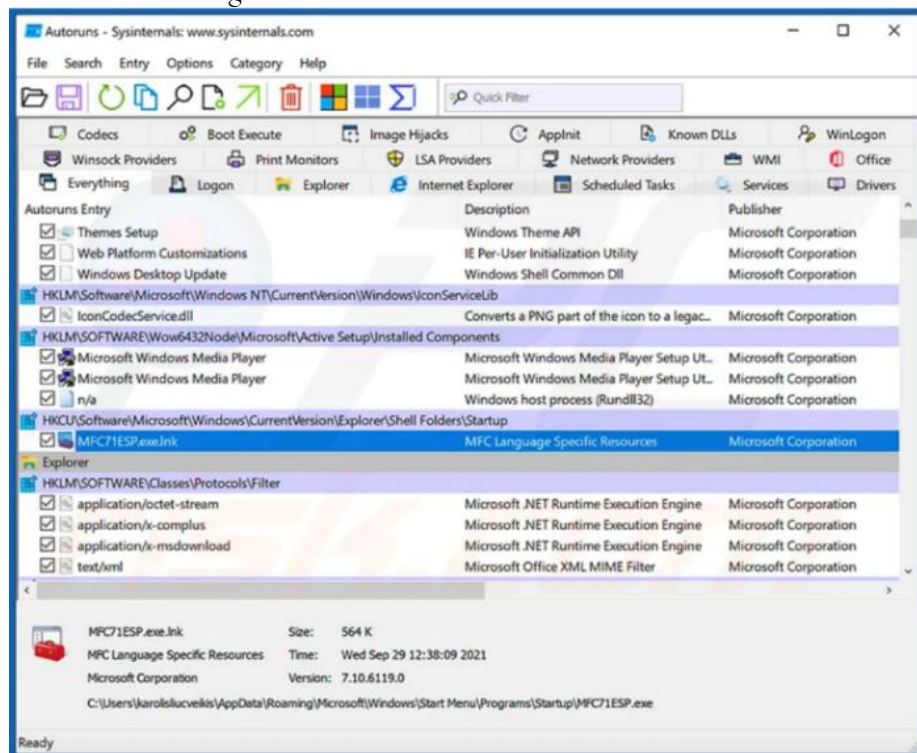 Autoruns - Sysinternals: www.sysinternals.com
File Search Entry Options Category Help
Quick Filter
Codecs Boot Execute Image Hijacks AppInit Known DLLs WinLogon
Winsock Providers Print Monitors LSA Providers Network Providers WMI Office
Everything Logon Explorer Internet Explorer Scheduled Tasks Services Drivers
Autoruns Entry Description Publisher
Themes Setup Windows Theme API Microsoft Corporation
Web Platform Customizations IE Per-User Initialization Utility Microsoft Corporation
Windows Desktop Update Windows Shell Common Dll Microsoft Corporation
HKLM\Software\Microsoft\Windows NT\CurrentVersion\Windows\IconServiceLib
IconCodecService.dll Converts a PNG part of the icon to a legac... Microsoft Corporation
HKLM\SOFTWARE\Wow6432Node\Microsoft\Active Setup\Installed Components
Microsoft Windows Media Player Microsoft Windows Media Player Setup Ut... Microsoft Corporation
Microsoft Windows Media Player Microsoft Windows Media Player Setup Ut... Microsoft Corporation
n/a Windows host process (Rundll32) Microsoft Corporation
HKCU\Software\Microsoft\Windows\CurrentVersion\Explorer\Shell Folders\Startup
MFC71ESP.exe.lnk MFC Language Specific Resources Microsoft Corporation
Explorer
HKLM\SOFTWARE\Classes\Protocols\Filter
application/octet-stream Microsoft .NET Runtime Execution Engine Microsoft Corporation
application/x-complus Microsoft .NET Runtime Execution Engine Microsoft Corporation
application/x-msdownload Microsoft .NET Runtime Execution Engine Microsoft Corporation
text/xml Microsoft Office XML MIME Filter Microsoft Corporation
MFC71ESP.exe.lnk Size: 564 K
MFC Language Specific Resources Time: Wed Sep 29 12:38:09 2021
Microsoft Corporation Version: 7.10.6119.0
C:\Users\karolisliucveikis\AppData\Roaming\Microsoft\Windows\Start Menu\Programs\Startup\MFC71ESP.exe
Ready